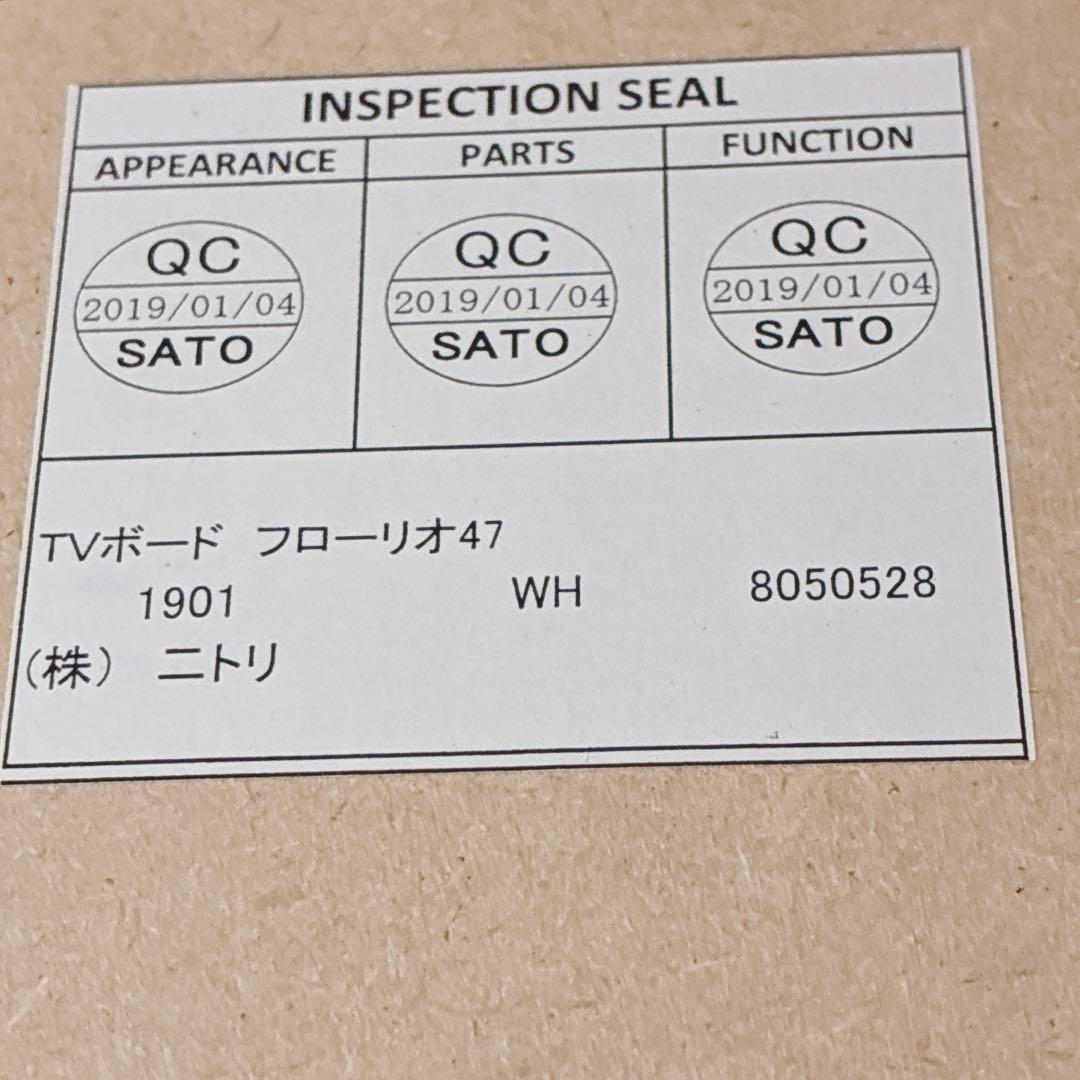 INSPECTION SEAL
APPEARANCE PARTS FUNCTION
QC QC QC
2019/01/04 2019/01/04 2019/01/04
SATO SATO SATO
TVボード フローリオ47
1901 WH 8050528
(株) ニトリ